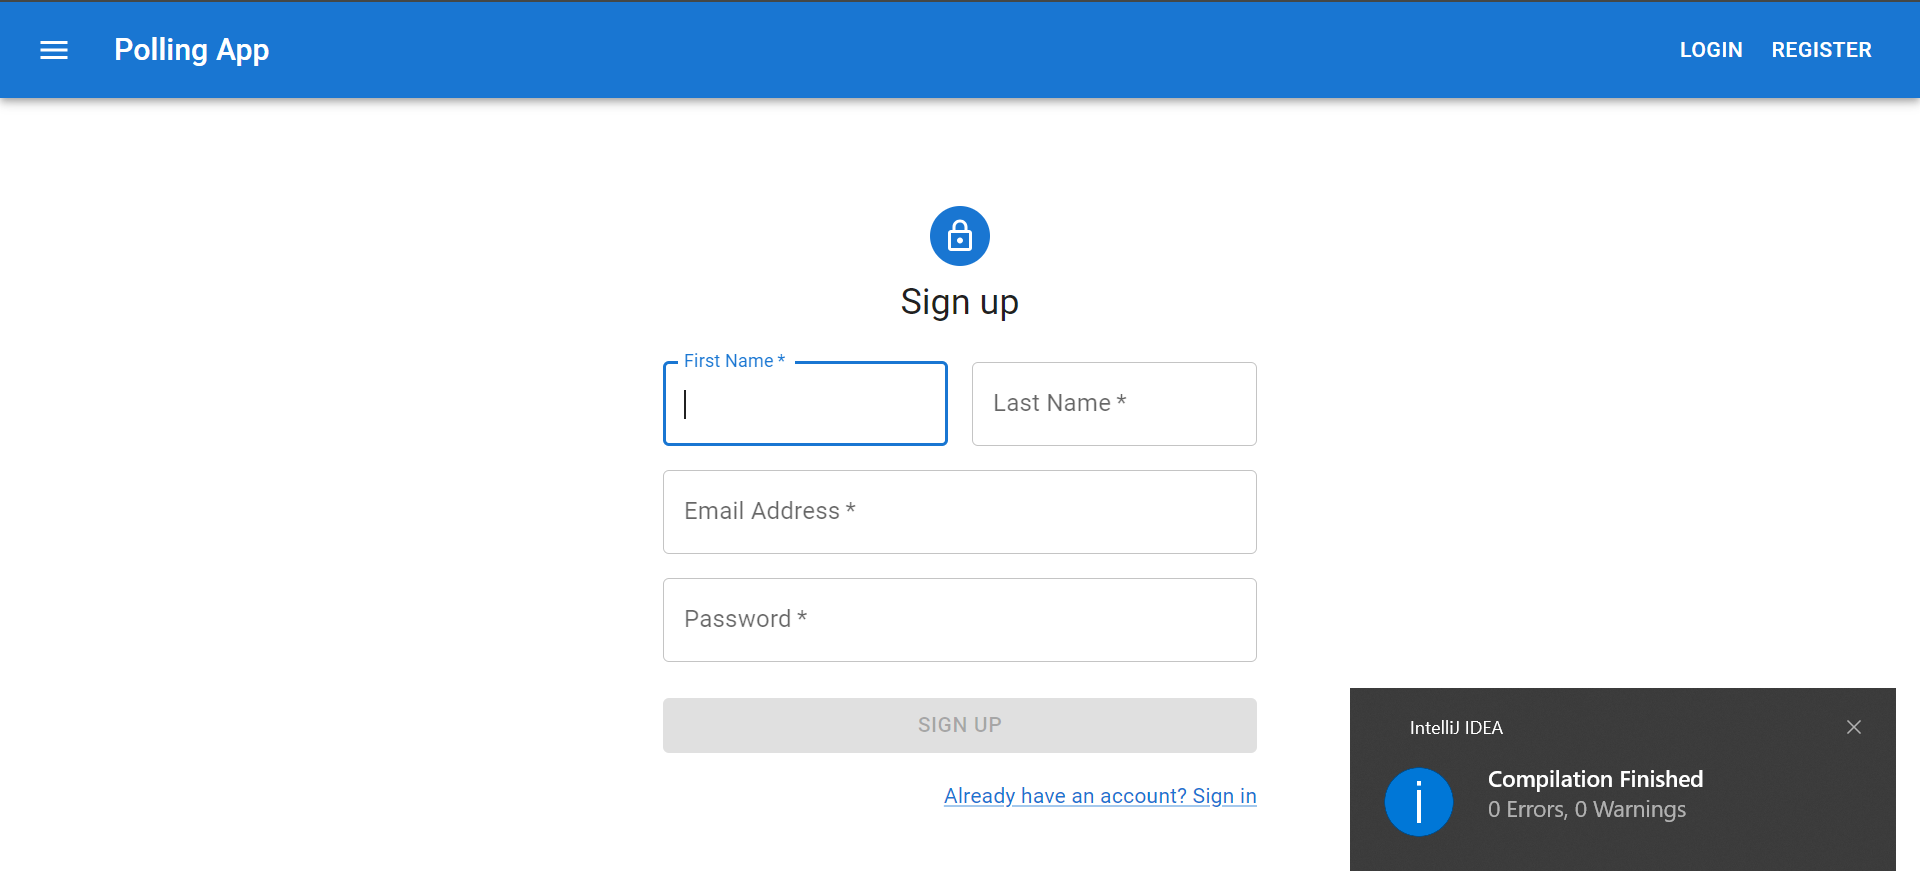 Polling App
LOGIN REGISTER
Sign up
First Name *
Last Name *
Email Address *
Password *
SIGN UP
Already have an account? Sign in
IntelliJ IDEA
Compilation Finished
0 Errors, 0 Warnings